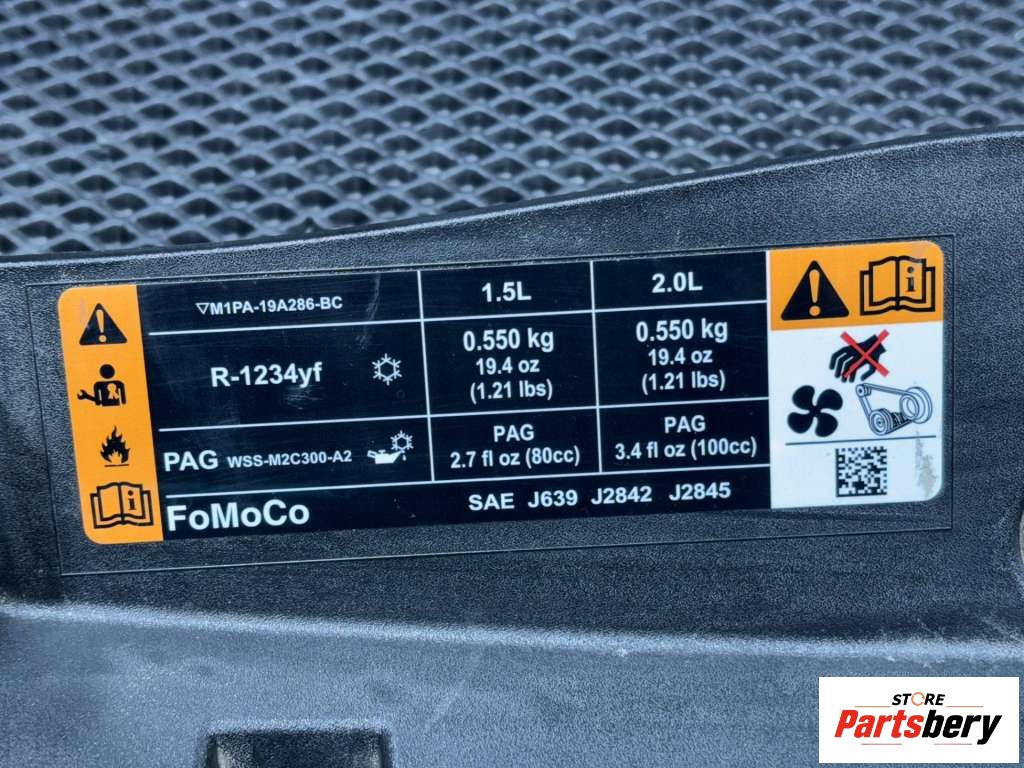 ▽M1PA-19A286-BC
1.5L
2.0L
R-1234yf
0.550 kg
19.4 oz
(1.21 lbs)
0.550 kg
19.4 oz
(1.21 lbs)
PAG WSS-M2C300-A2
PAG
2.7 fl oz (80cc)
PAG
3.4 fl oz (100cc)
FoMoCo
SAE J639 J2842 J2845
STORE
Partsbery